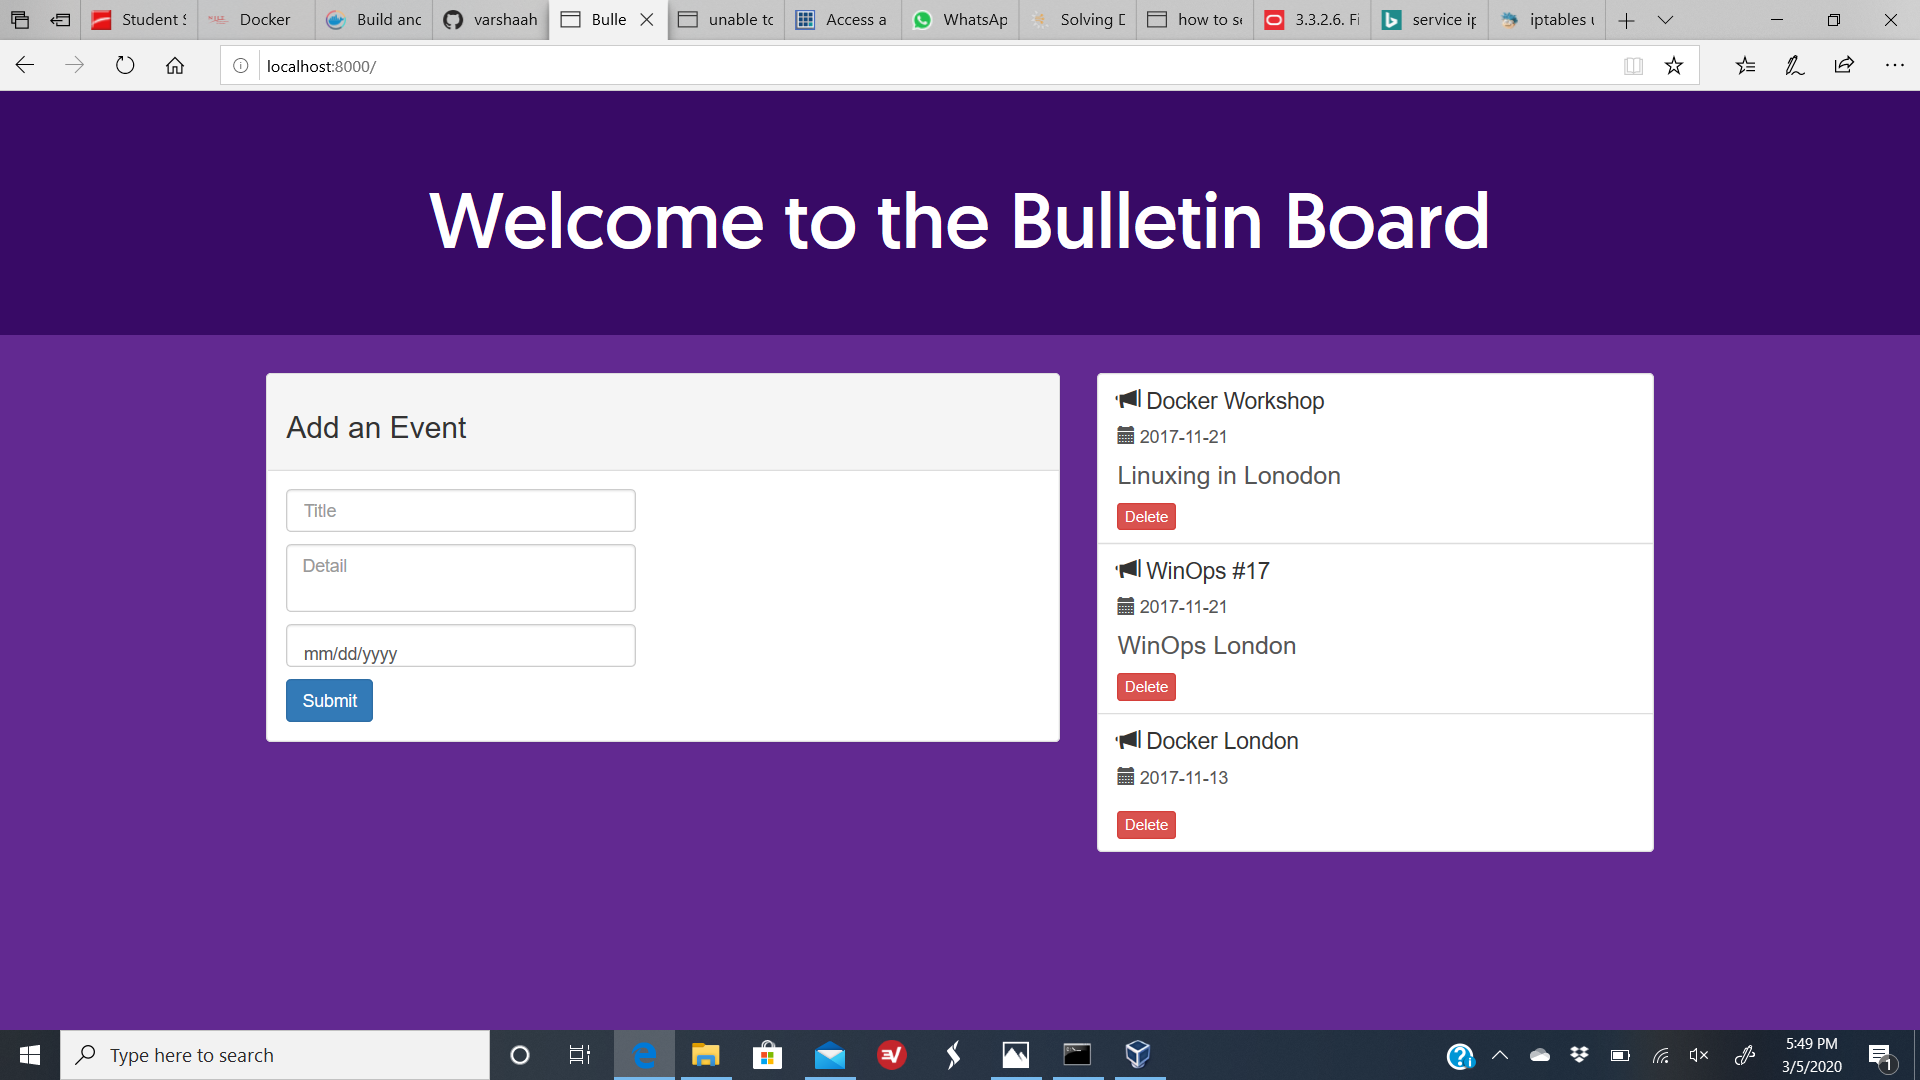 Student S
Docker
Build anc
varshaah
Bulle
unable tc
Access a
WhatsAp
Solving D
how to se
3.3.2.6. Fi
service ip
iptables u
localhost:8000/
Welcome to the Bulletin Board
Add an Event
Title
Detail
mm/dd/yyyy
Submit
Docker Workshop
2017-11-21
Linuxing in Lonodon
Delete
WinOps #17
2017-11-21
WinOps London
Delete
Docker London
2017-11-13
Delete
Type here to search
5:49 PM
3/5/2020
1